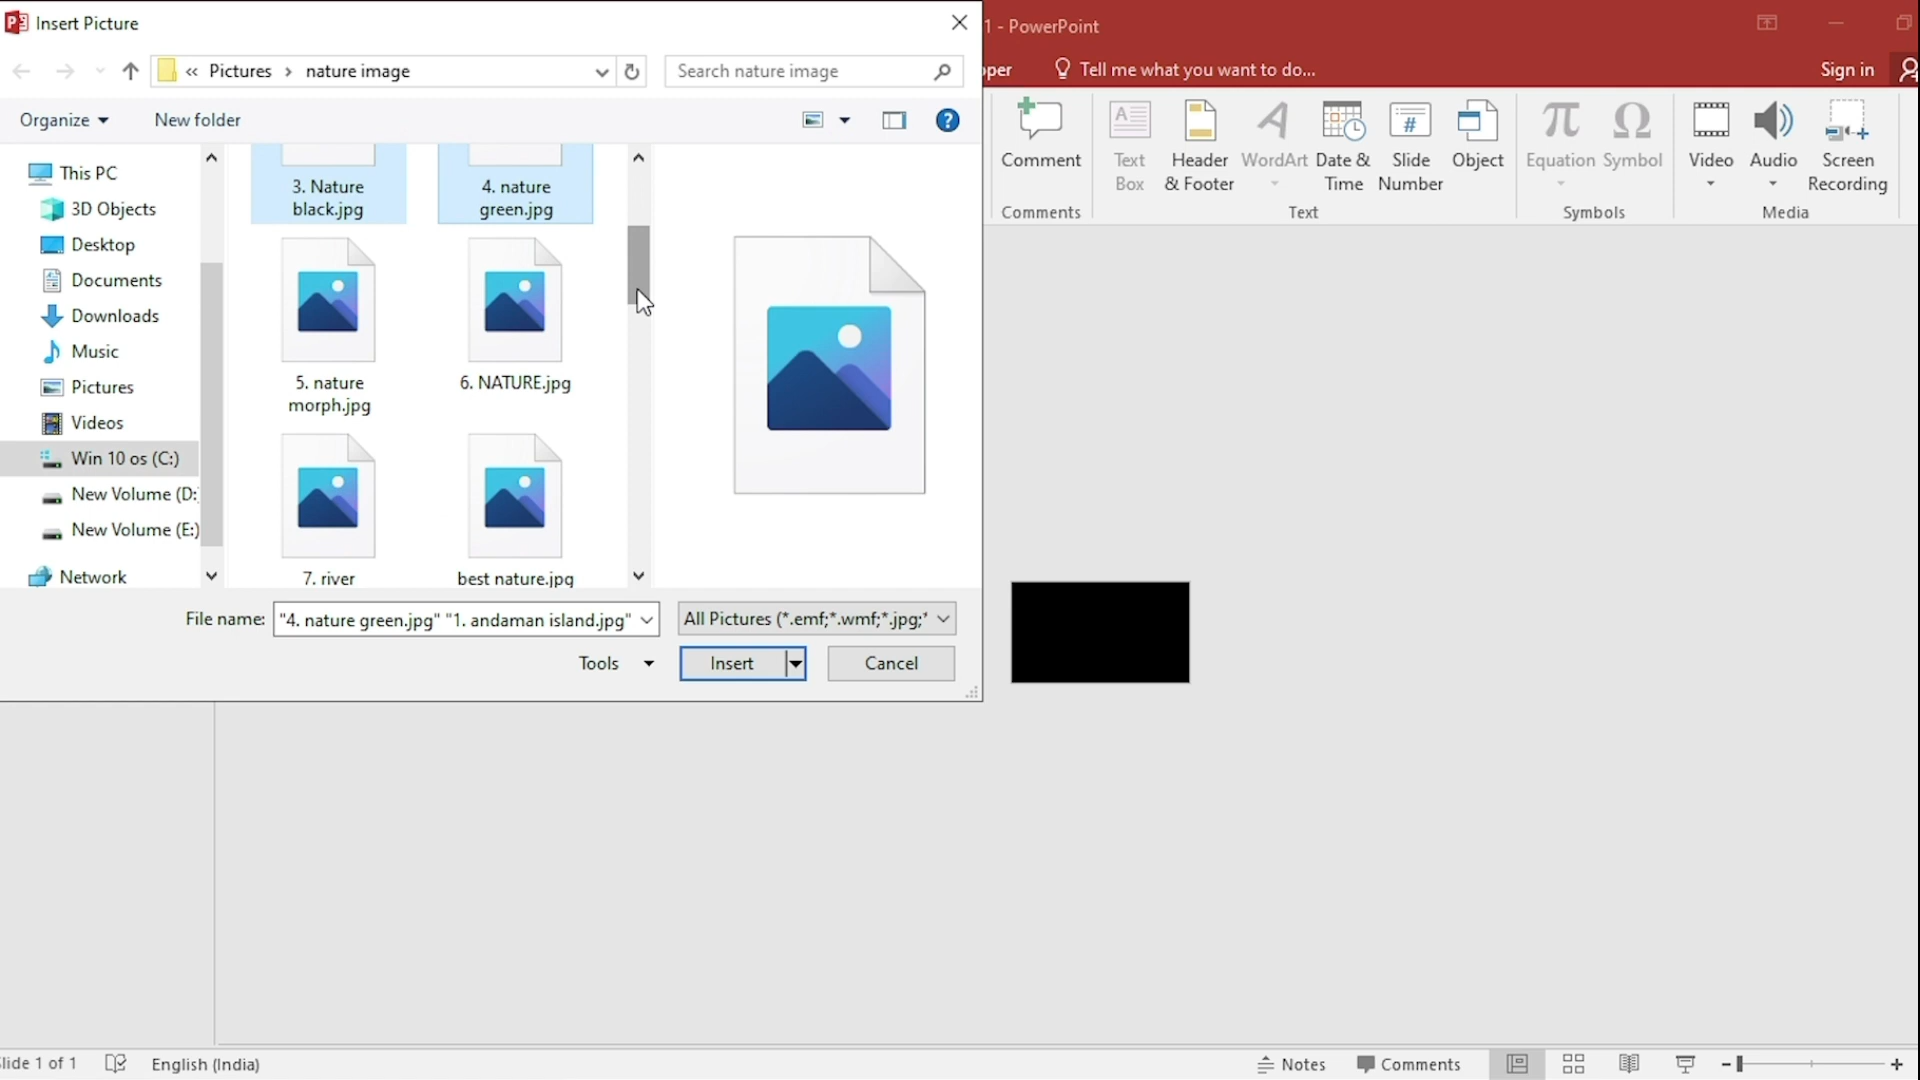 Insert Picture
1 - PowerPoint
« Pictures › nature image
Search nature image
Tell me what you want to do...
Sign in
Organize
New folder
This PC
3D Objects
Desktop
Documents
Downloads
Music
Pictures
Videos
Win 10 os (C:)
New Volume (D:
New Volume (E:)
Network
3. Nature
black.jpg
4. nature
green.jpg
5. nature
morph.jpg
6. NATURE.jpg
7. river
best nature.jpg
File name:
"4. nature green.jpg" "1. andaman island.jpg"
All Pictures (*.emf;*.wmf;*.jpg;*
Tools
Insert
Cancel
Comment
Text
Box
Header
& Footer
WordArt
Date &
Time
Slide
Number
Object
Equation
Symbol
Video
Audio
Screen
Recording
Comments
Text
Symbols
Media
lide 1 of 1
English (India)
Notes
Comments